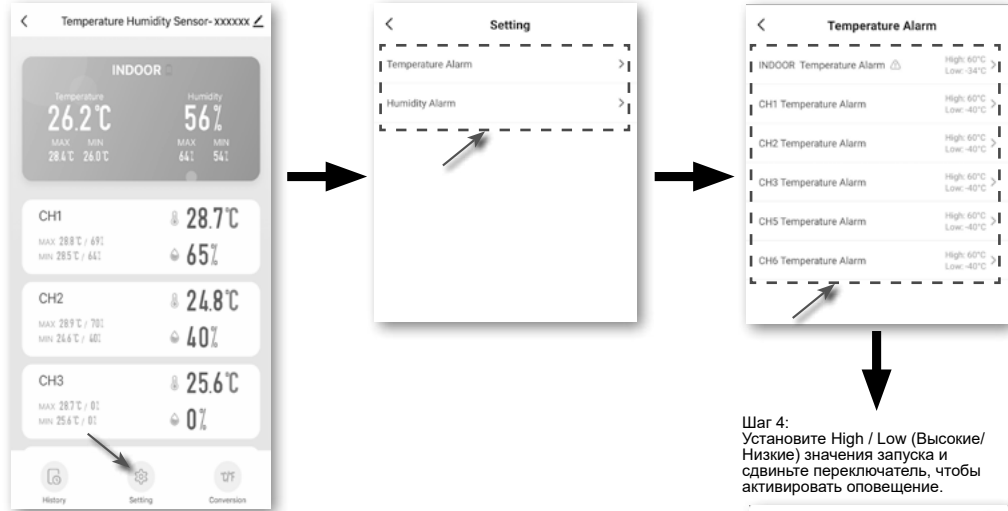 Temperature Humidity Sensor- xxxxxx
INDOOR
Temperature
Humidity
26.2℃
56%
MAX MIN
28.4℃ 26.0℃
MAX MIN
64% 54%
CH1
28.7℃
MAX 28.8℃ / 69%
MIN 28.5℃ / 64%
65%
CH2
24.8℃
MAX 28.9℃ / 70%
MIN 24.6℃ / 40%
40%
CH3
25.6℃
MAX 28.7℃ / 0%
MIN 25.6℃ / 0%
0%
History
Setting
℃/℉
Conversion
Setting
Temperature Alarm
Humidity Alarm
Temperature Alarm
INDOOR Temperature Alarm
High: 60°C
Low: -34°C
CH1 Temperature Alarm
High: 60°C
Low: -40°C
CH2 Temperature Alarm
High: 60°C
Low: -40°C
CH3 Temperature Alarm
High: 60°C
Low: -40°C
CH5 Temperature Alarm
High: 60°C
Low: -40°C
CH6 Temperature Alarm
High: 60°C
Low: -40°C
Шаг 4:
Установите High / Low (Высокие/
Низкие) значения запуска и
сдвиньте переключатель, чтобы
активировать оповещение.